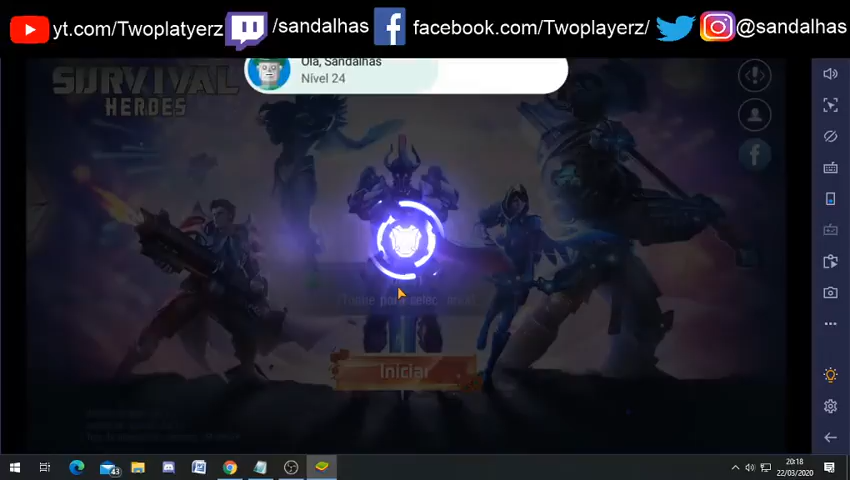 yt.com/Twoplatyerz
/sandalhas
facebook.com/Twoplayerz/
@sandalhas
Olá, Sandalhas
Nível 24
SURVIVAL
HEROES
Iniciar
43
20:18
22/03/2020